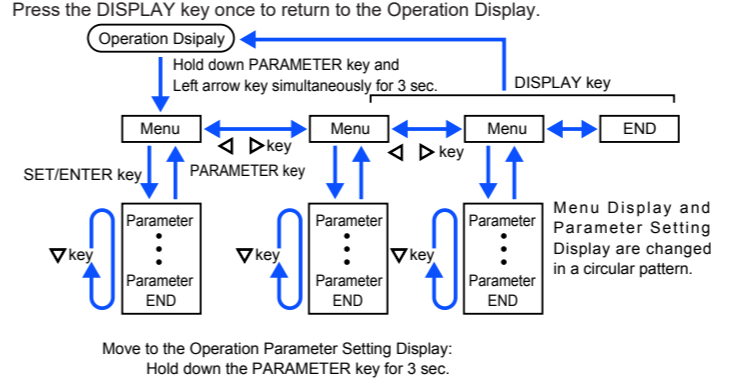 Press the DISPLAY key once to return to the Operation Display.
Operation Dsipaly
Hold down PARAMETER key and
Left arrow key simultaneously for 3 sec.
DISPLAY key
Menu
Menu
Menu
END
◁ ▷ key
◁ ▷ key
SET/ENTER key
PARAMETER key
Parameter
Parameter
END
▽ key
Parameter
Parameter
END
▽ key
Parameter
Parameter
END
▽ key
Menu Display and
Parameter Setting
Display are changed
in a circular pattern.
Move to the Operation Parameter Setting Display:
Hold down the PARAMETER key for 3 sec.